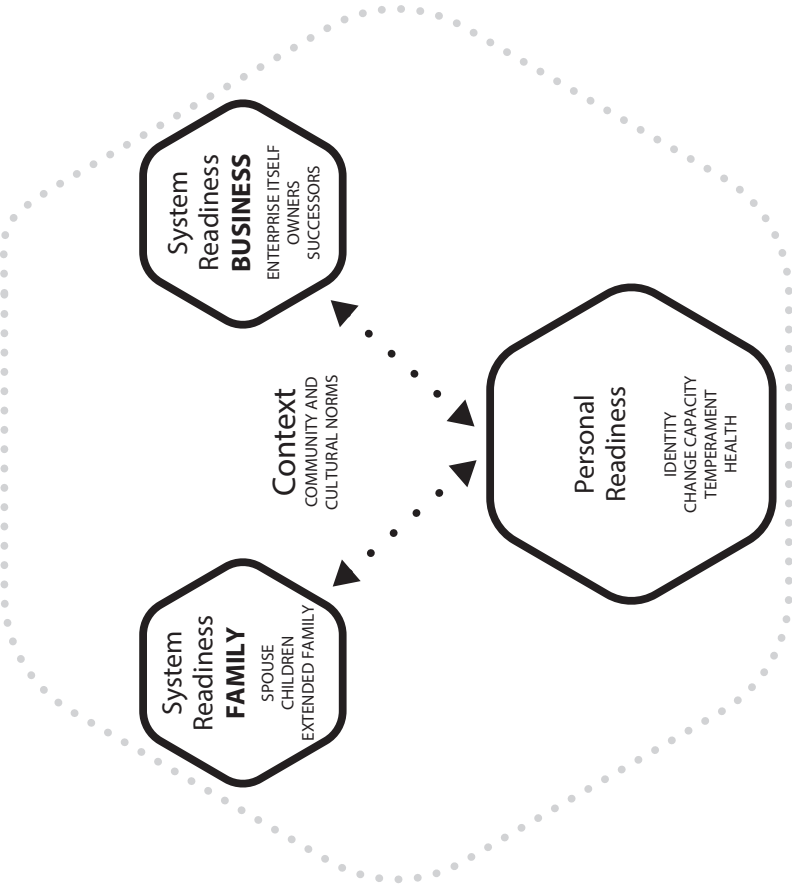 System
Readiness
FAMILY
SPOUSE
CHILDREN
EXTENDED FAMILY
Context
COMMUNITY AND
CULTURAL NORMS
System
Readiness
BUSINESS
ENTERPRISE ITSELF
OWNERS
SUCCESSORS
Personal
Readiness
IDENTITY
CHANGE CAPACITY
TEMPERAMENT
HEALTH